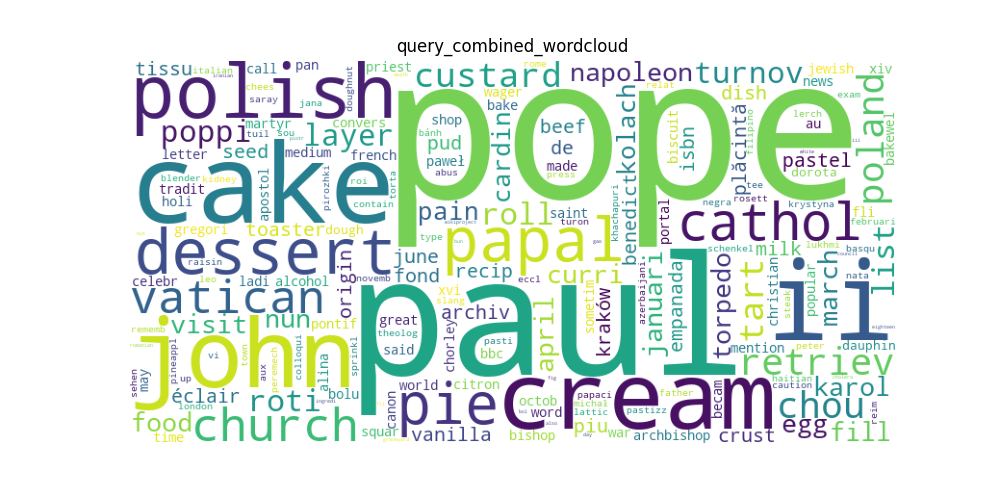 query_combined_wordcloud
tissu
italian
call
pan
priest
rome
polish
pope
custard
napoleon
turnov
jewish
xiv
chees
saray
jana
doughnut
wager
bake
dish
news
exam
poland
bakewel
poppi
martyr
tuil
sou
convers
layer
shop
pud
paweł
abus
bánh
beef
de
made
press
cardin
kolach
biscuit
isbn
plăcintă
filipino
lerch
au
pastel
dorota
letter
seed
medium
french
cake
blender
kidney
tradit
holi
apostol
pirozhki
roi
contain
torta
pain
roll
saint
turon
khachapuri
benedict
portal
negra
rosett
tee
krystyna
cathol
februari
fli
list
gregori
toaster
dough
origin
papal
type
nun
june
fond
recip
curri
milk
schenkel
lukhmi
basqu
nata
dessert
raisin
celebr
leo
ladi
alcohol
novemb
eccl
azerbaijani
januari
empanada
torpedo
tart
christian
steak
popular
march
ii
vatican
xvi
slang
archiv
april
sometim
kraków
great
said
theolog
pasti
bbc
chorley
paul
mention
peter
dauphin
rememb
visit
nun
pontif
john
vi
up
town
aux
peremech
colloqui
alina
sprinkl
retriev
sehen
may
pineappl
éclair
london
roti
bolu
world
citron
canon
pie
octob
word
papaci
michał
lattic
pastizz
father
cream
becam
haitian
caution
karol
chou
reim
food
time
church
squar
vanilla
bishop
piu
war
day
archbishop
crust
egg
fill